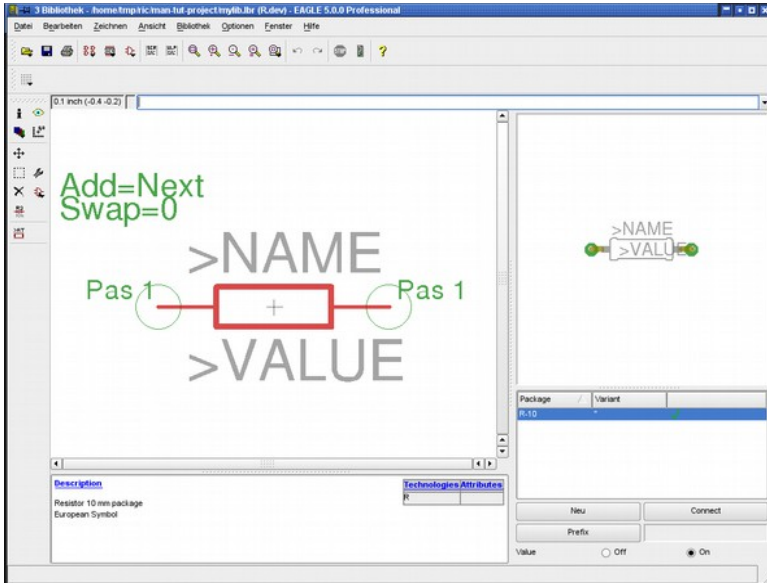 3 Bibliothek - /home/tmp/ric/man-tut-project/mylib.lbr (R.dev) - EAGLE 5.0.0 Professional
Datei Bearbeiten Zeichnen Ansicht Bibliothek Optionen Fenster Hilfe
0.1 inch (-0.4 -0.2)
Add=Next
Swap=0
>NAME
Pas 1 Pas 1
>VALUE
>NAME
>VALUE
Package Variant
R-10 "
Description
Resistor 10 mm package
European Symbol
Technologies Attributes
R
Neu Connect
Prefix
Value Off On